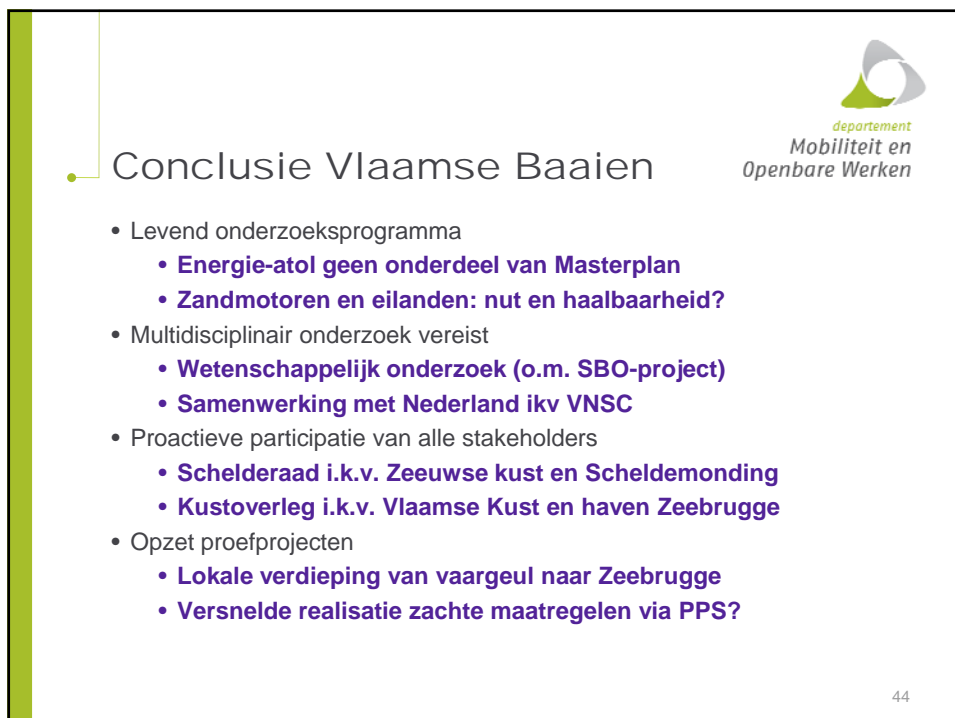 departement
Mobiliteit en
Openbare Werken
Conclusie Vlaamse Baaien
• Levend onderzoeksprogramma
• Energie-atol geen onderdeel van Masterplan
• Zandmotoren en eilanden: nut en haalbaarheid?
• Multidisciplinair onderzoek vereist
• Wetenschappelijk onderzoek (o.m. SBO-project)
• Samenwerking met Nederland ikv VNSC
• Proactieve participatie van alle stakeholders
• Schelderaad i.k.v. Zeeuwse kust en Scheldemonding
• Kustoverleg i.k.v. Vlaamse Kust en haven Zeebrugge
• Opzet proefprojecten
• Lokale verdieping van vaargeul naar Zeebrugge
• Versnelde realisatie zachte maatregelen via PPS?
44